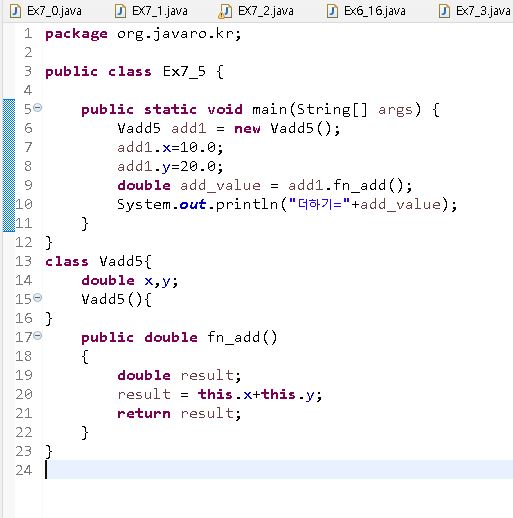 Ex7_0.java Ex7_1.java Ex7_2.java Ex6_16.java Ex7_3.java
1 package org.javaro.kr;
2
3 public class Ex7_5 {
4
5 public static void main(String[] args) {
6 Vadd5 add1 = new Vadd5();
7 add1.x=10.0;
8 add1.y=20.0;
9 double add_value = add1.fn_add();
10 System.out.println("더하기="+add_value);
11 }
12 }
13 class Vadd5{
14 double x,y;
15 Vadd5(){
16 }
17 public double fn_add()
18 {
19 double result;
20 result = this.x+this.y;
21 return result;
22 }
23 }
24